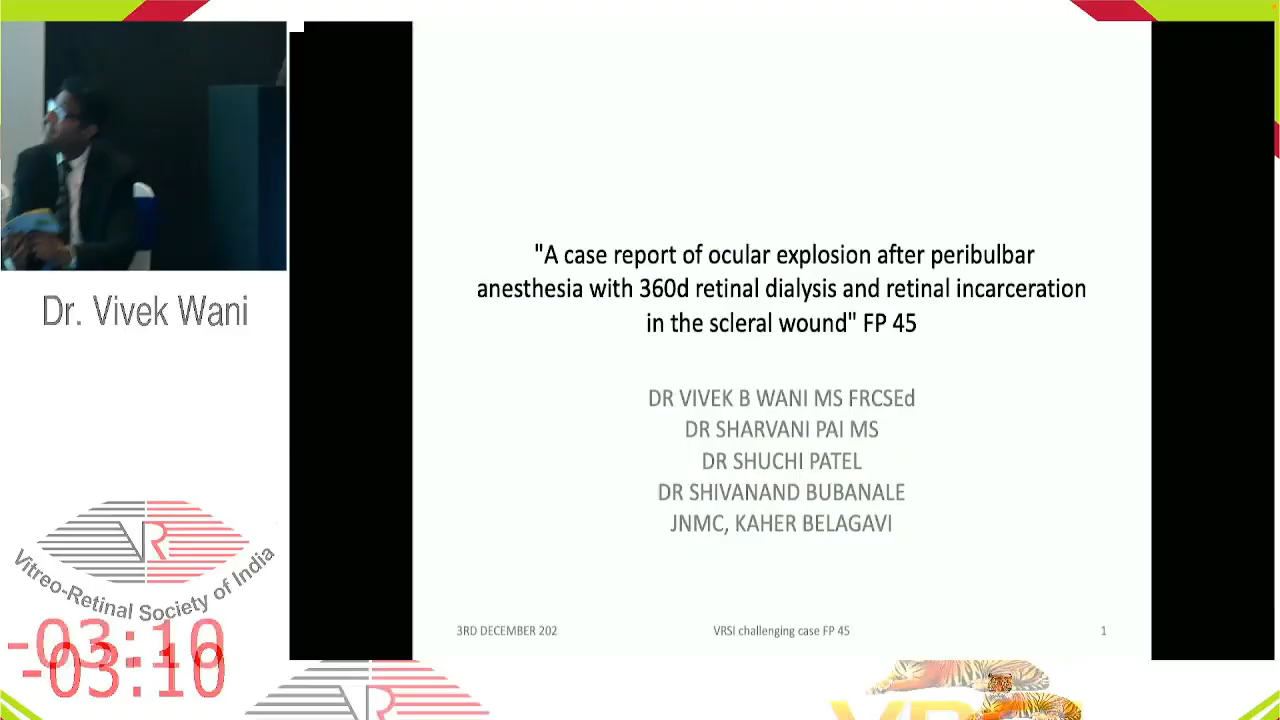 "A case report of ocular explosion after peribulbar
anesthesia with 360d retinal dialysis and retinal incarceration
in the scleral wound" FP 45
DR VIVEK B WANI MS FRCSEd
DR SHARVANI PAI MS
DR SHUCHI PATEL
DR SHIVANAND BUBANALE
JNMC, KAHER BELAGAVI
3RD DECEMBER 202
VRSI challenging case FP 45
1
Dr. Vivek Wani
VR
Vitreo-Retinal Society of India
-03:10
-03:10
VR